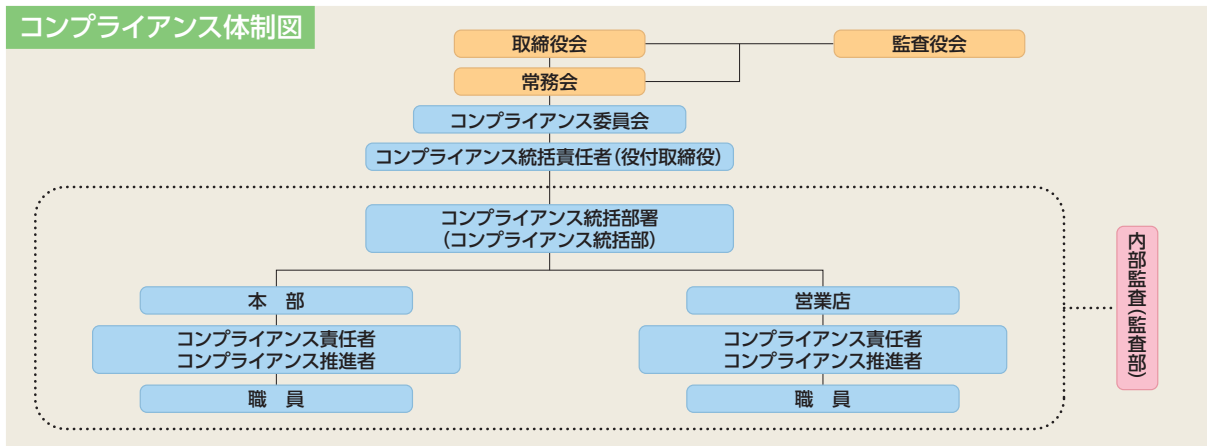 コンプライアンス体制図
取締役会
監査役会
常務会
コンプライアンス委員会
コンプライアンス統括責任者(役付取締役)
コンプライアンス統括部署
(コンプライアンス統括部)
本　部
コンプライアンス責任者
コンプライアンス推進者
職　員
営業店
コンプライアンス責任者
コンプライアンス推進者
職　員
内部監査(監査部)